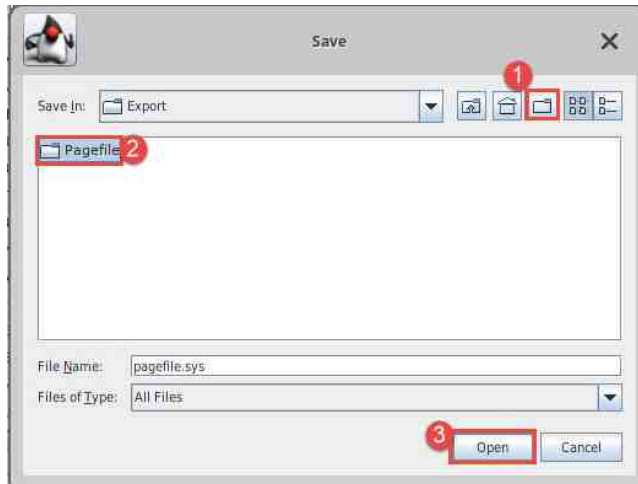 Save
1
Save In: Export
Pagefile 2
File Name: pagefile.sys
Files of Type: All Files
3
Open Cancel